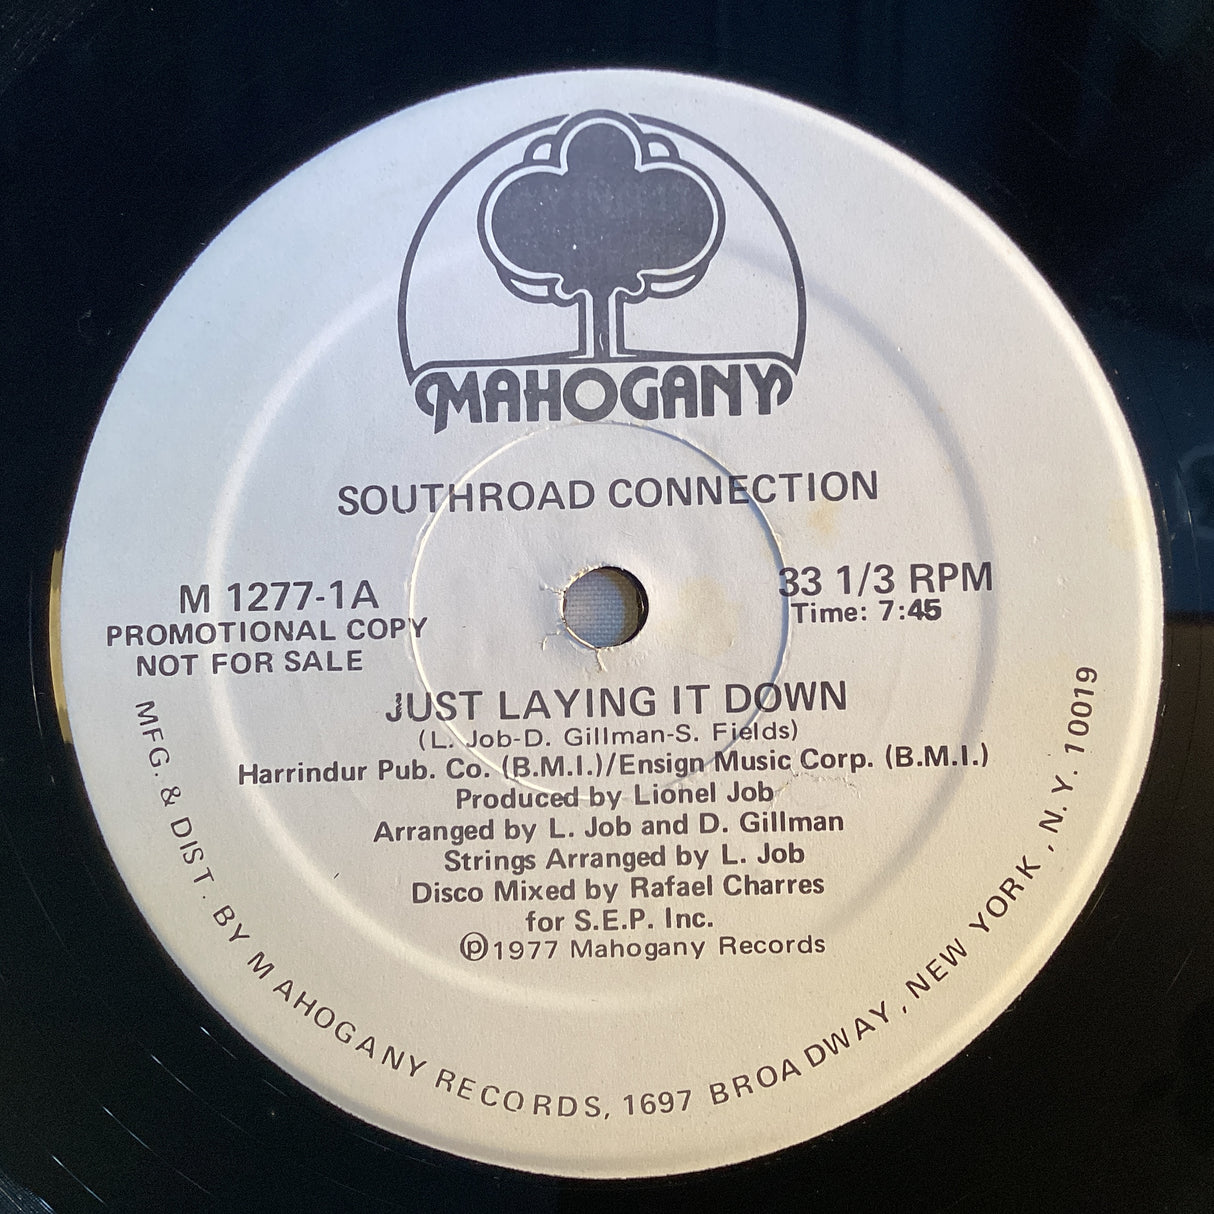 MAHOGANY
SOUTHROAD CONNECTION
M 1277-1A
PROMOTIONAL COPY
NOT FOR SALE
33 1/3 RPM
Time: 7:45
JUST LAYING IT DOWN
(L. Job-D. Gillman-S. Fields)
Harrindur Pub. Co. (B.M.I.)/Ensign Music Corp. (B.M.I.)
Produced by Lionel Job
Arranged by L. Job and D. Gillman
Strings Arranged by L. Job
Disco Mixed by Rafael Charres
for S.E.P. Inc.
℗1977 Mahogany Records
MFG. & DIST. BY MAHOGANY RECORDS, 1697 BROADWAY, NEW YORK, N.Y. 10019